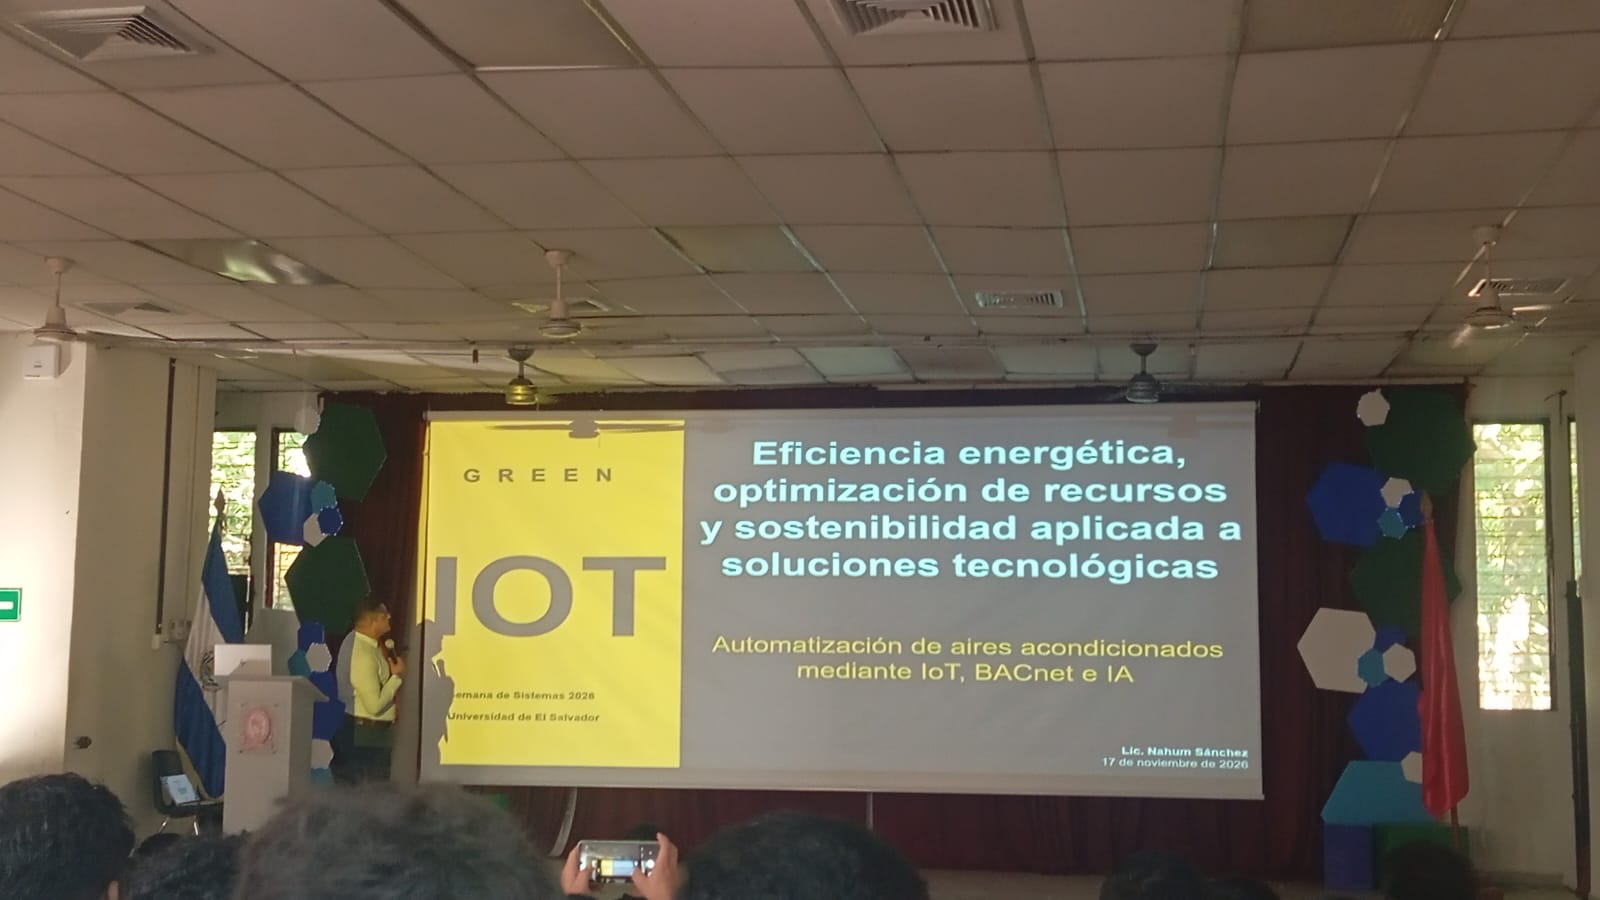 GREEN
IOT
emana de Sistemas 2026
Universidad de El Salvador
Eficiencia energética,
optimización de recursos
y sostenibilidad aplicada a
soluciones tecnológicas
Automatización de aires acondicionados
mediante IoT, BACnet e IA
Lic. Nahum Sánchez
17 de noviembre de 2026